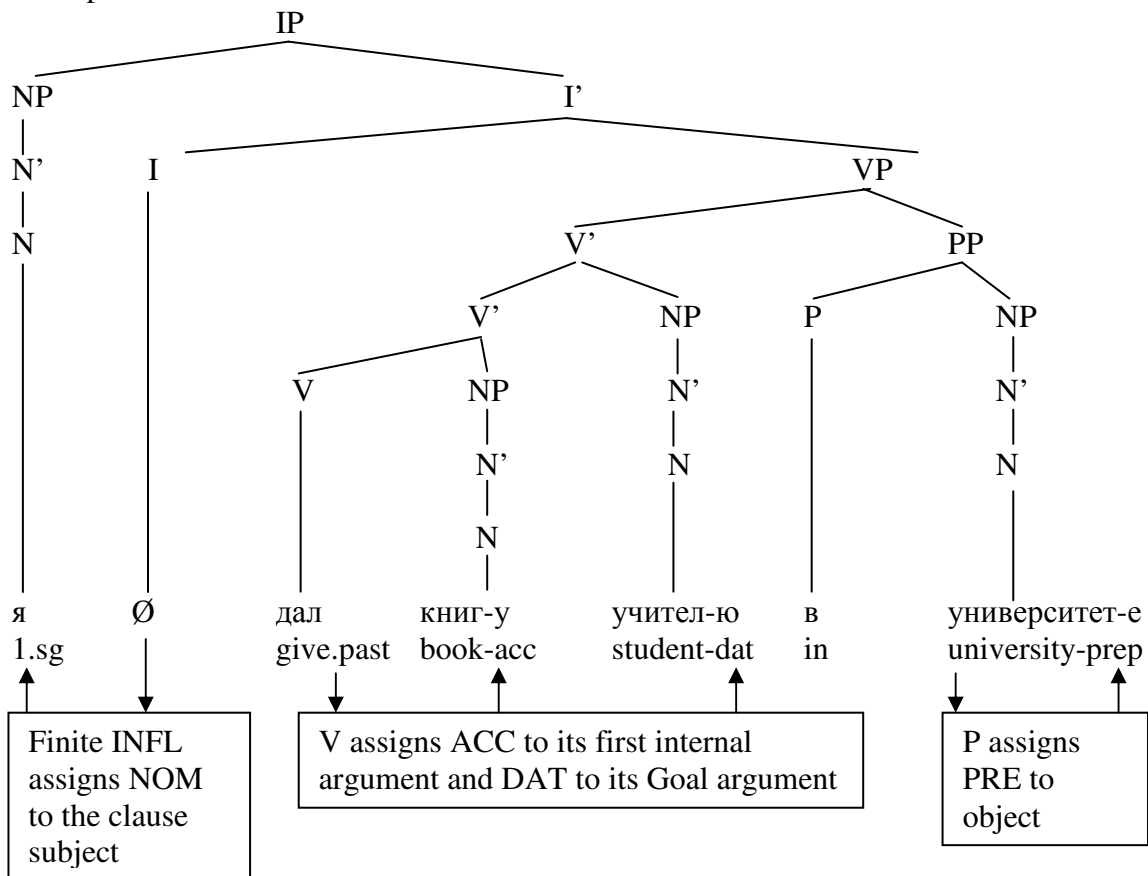 IP
NP I’
N’ I VP
N V’ PP
V’ NP P NP
V NP N’ N’
N’ N N
N
я Ø дал книг-у учител-ю в университет-е
1.sg give.past book-acc student-dat in university-prep
Finite INFL
assigns NOM
to the clause
subject
V assigns ACC to its first internal
argument and DAT to its Goal argument
P assigns
PRE to
object